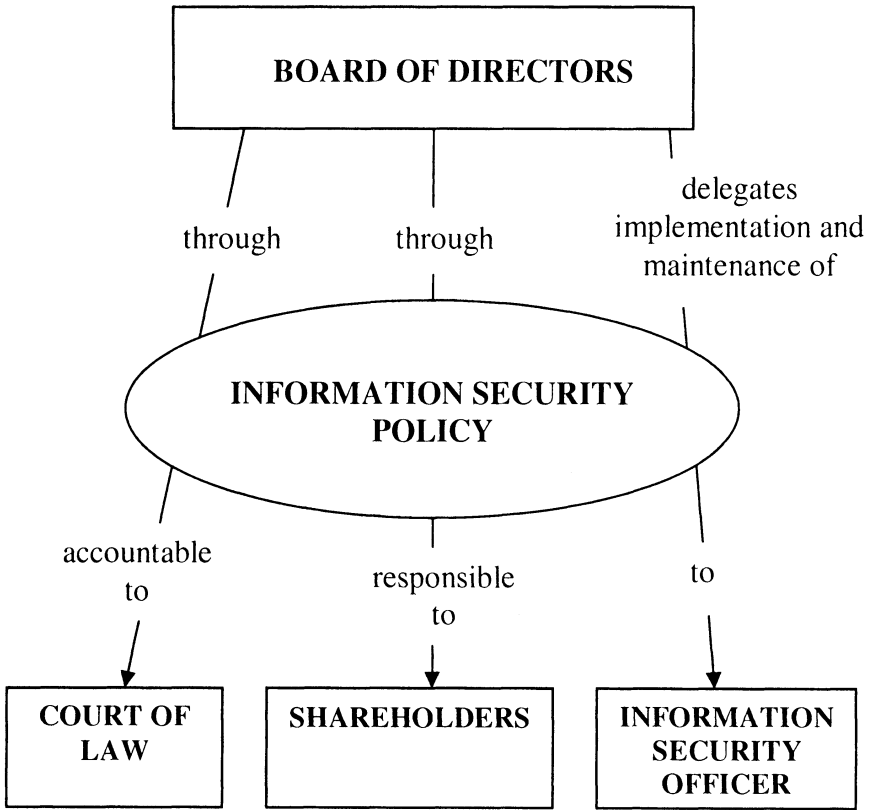 BOARD OF DIRECTORS
through
through
delegates
implementation and
maintenance of
INFORMATION SECURITY
POLICY
accountable
to
responsible
to
to
COURT OF
LAW
SHAREHOLDERS
INFORMATION
SECURITY
OFFICER